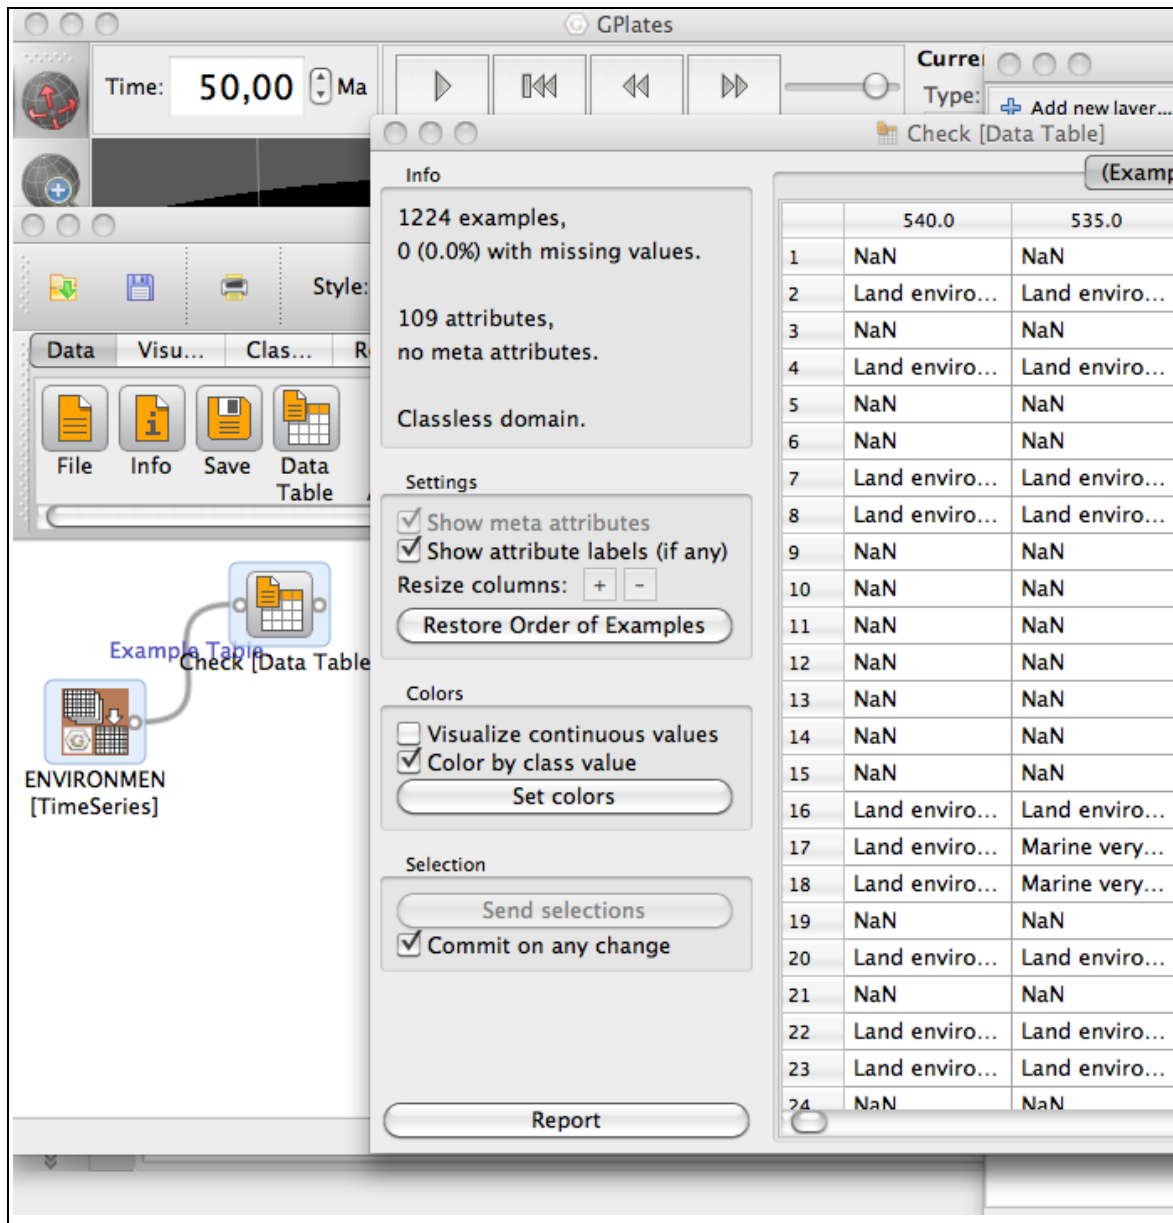 GPlates
Time: 50,00 Ma
Curre
Type:
Add new layer...
Check [Data Table]
Info
1224 examples,
0 (0.0%) with missing values.
109 attributes,
no meta attributes.
Classless domain.
Settings
Show meta attributes
Show attribute labels (if any)
Resize columns: + -
Restore Order of Examples
Colors
Visualize continuous values
Color by class value
Set colors
Selection
Send selections
Commit on any change
Report
(Examp
540.0 535.0
1 NaN NaN
2 Land enviro... Land enviro...
3 NaN NaN
4 Land enviro... Land enviro...
5 NaN NaN
6 NaN NaN
7 Land enviro... Land enviro...
8 Land enviro... Land enviro...
9 NaN NaN
10 NaN NaN
11 NaN NaN
12 NaN NaN
13 NaN NaN
14 NaN NaN
15 NaN NaN
16 Land enviro... Land enviro...
17 Land enviro... Marine very...
18 Land enviro... Marine very...
19 NaN NaN
20 Land enviro... Land enviro...
21 NaN NaN
22 Land enviro... Land enviro...
23 Land enviro... Land enviro...
24 NaN NaN
Style:
Data Visu... Clas... R
File Info Save Data Table
Example Table
Check [Data Table
ENVIRONMEN
[TimeSeries]